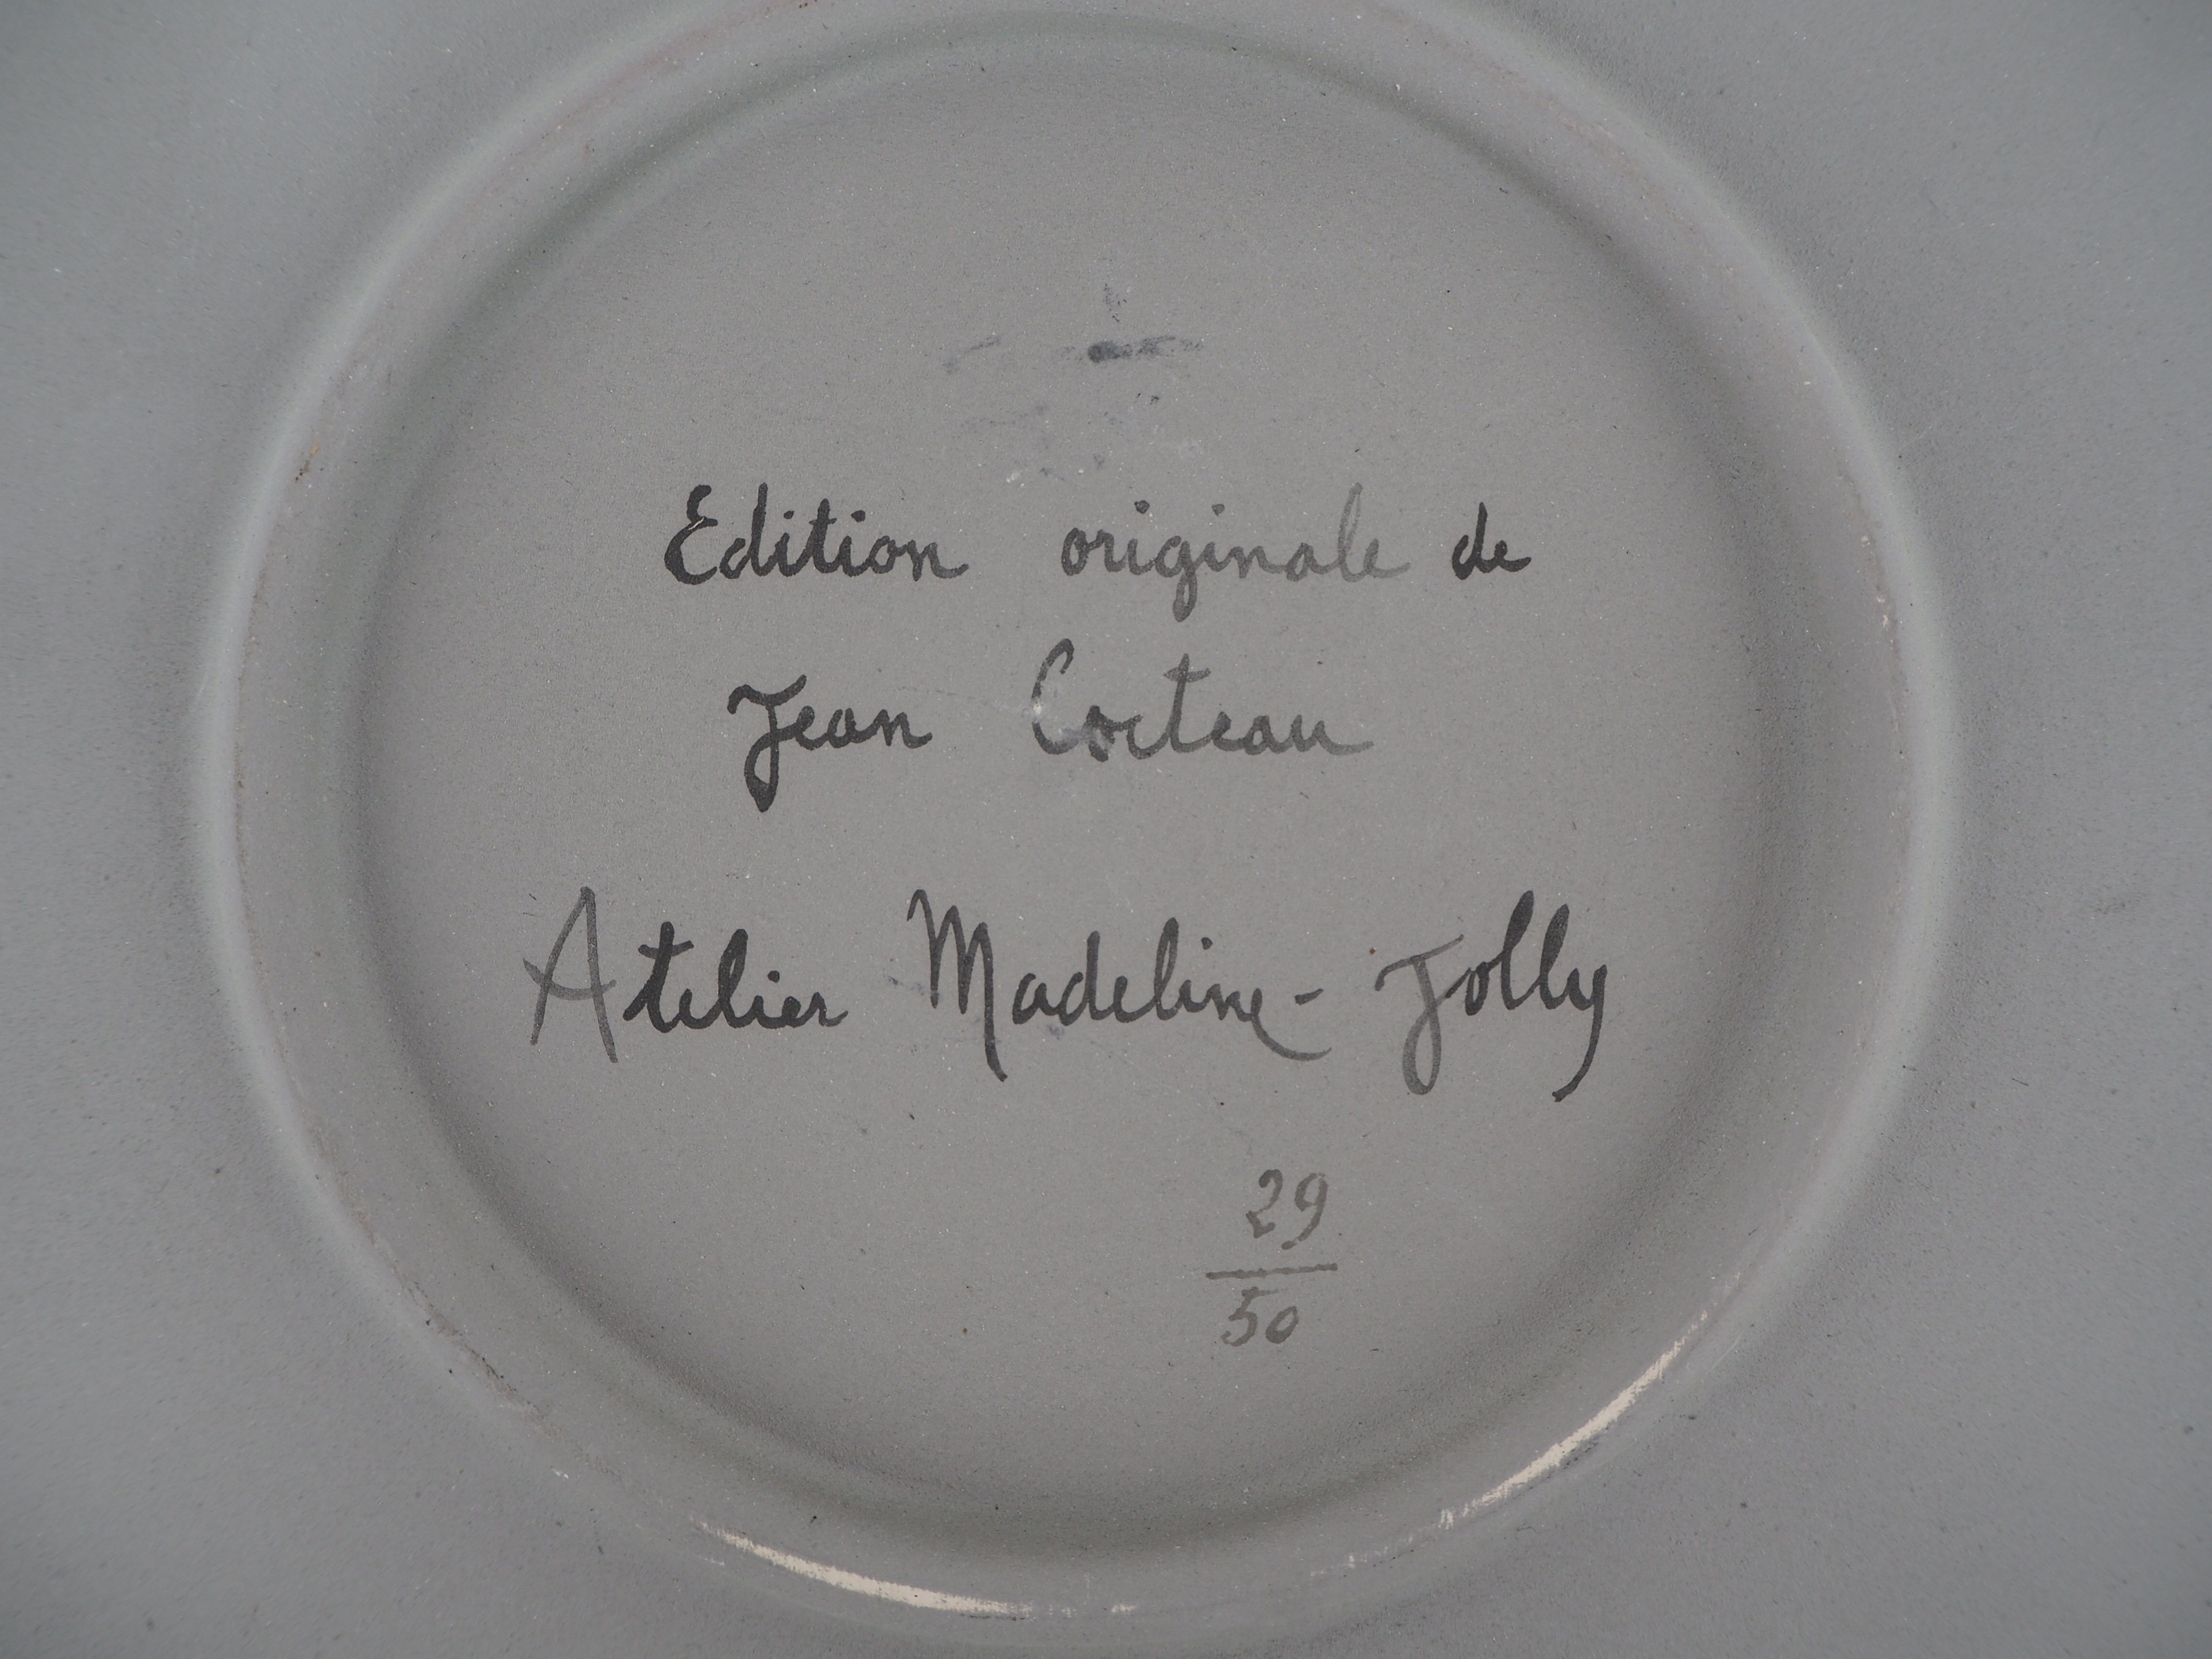 Edition originale de
Jean Cocteau
Atelier Madeline-Jolly
29
50